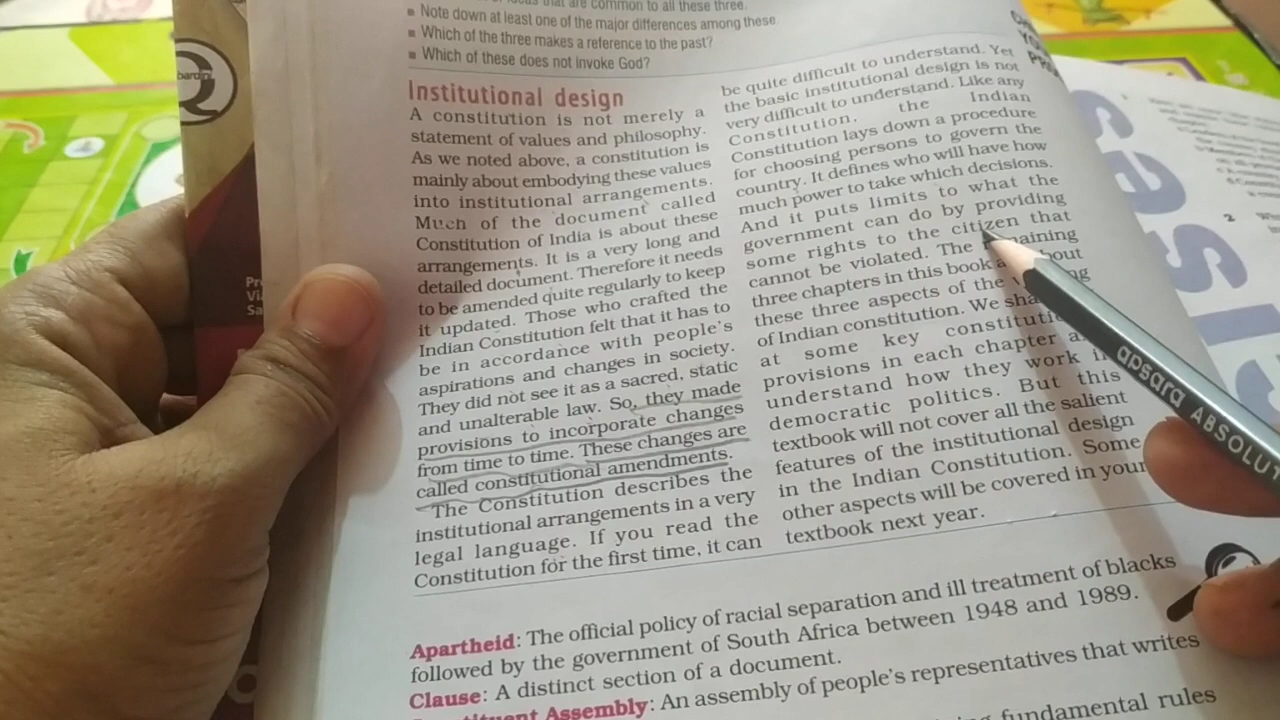 that are common to all these three.
▪ Note down at least one of the major differences among these
▪ Which of the three makes a reference to the past?
▪ Which of these does not invoke God?
Institutional design
A constitution is not merely a
statement of values and philosophy.
As we noted above, a constitution is
mainly about embodying these values
into institutional arrangements.
Much of the document called
Constitution of India is about these
arrangements. It is a very long and
detailed document. Therefore it needs
to be amended quite regularly to keep
it updated. Those who crafted the
Indian Constitution felt that it has to
be in accordance with people's
aspirations and changes in society.
They did not see it as a sacred, static
and unalterable law. So, they made
provisions to incorporate changes
from time to time. These changes are
called constitutional amendments.
The Constitution describes the
institutional arrangements in a very
legal language. If you read the
Constitution for the first time, it can
be quite difficult to understand. Yet
the basic institutional design is not
very difficult to understand. Like any
Constitution, the Indian
Constitution lays down a procedure
for choosing persons to govern the
country. It defines who will have how
much power to take which decisions.
And it puts limits to what the
government can do by providing
some rights to the citizen that
cannot be violated. The
three chapters in this book
these three aspects of the
of Indian constitution. We
at some key
provisions in each chapter
understand how they work
democratic politics. But this
textbook will not cover all the salient
features of the institutional design
in the Indian Constitution. Some
other aspects will be covered in your
textbook next year.
Apartheid: The official policy of racial separation and ill treatment of blacks
followed by the government of South Africa between 1948 and 1989.
Clause: A distinct section of a document.
Assembly: An assembly of people's representatives that writes
fundamental rules
apsara ABSOLUT
2